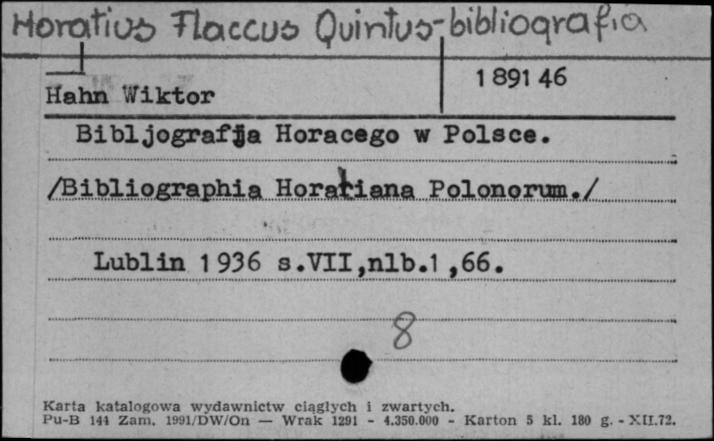 Horatius Flaccus Quintus-bibliografia
189146
Hahn Wiktor
Bibljografja Horacego w Polsce.
/Bibliographia Horatiana Polonorum./
Lublin 1936 s.VII,nlb.1,66.
8
Karta katalogowa wydawnictw ciągłych i zwartych.
Pu-B 144 Zam. 1991/DW/On — Wrak 1291 - 4.350.000 - Karton 5 kl. 180 g. - XII.72.